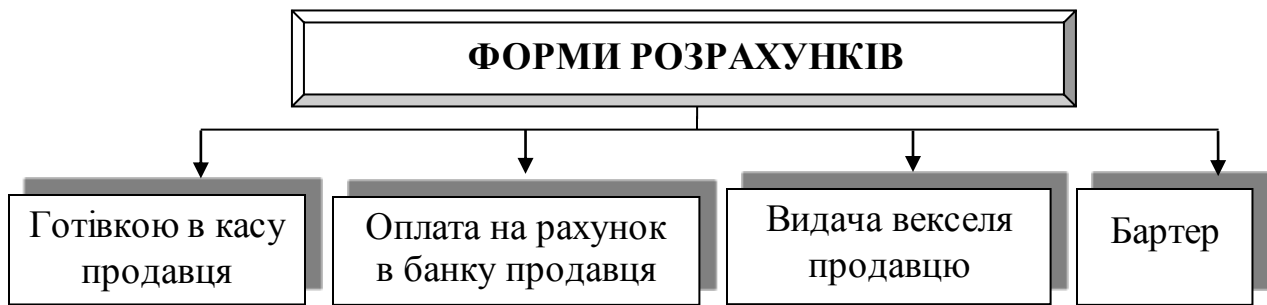 ФОРМИ РОЗРАХУНКІВ
Готівкою в касу
продавця
Оплата на рахунок
в банку продавця
Видача векселя
продавцю
Бартер